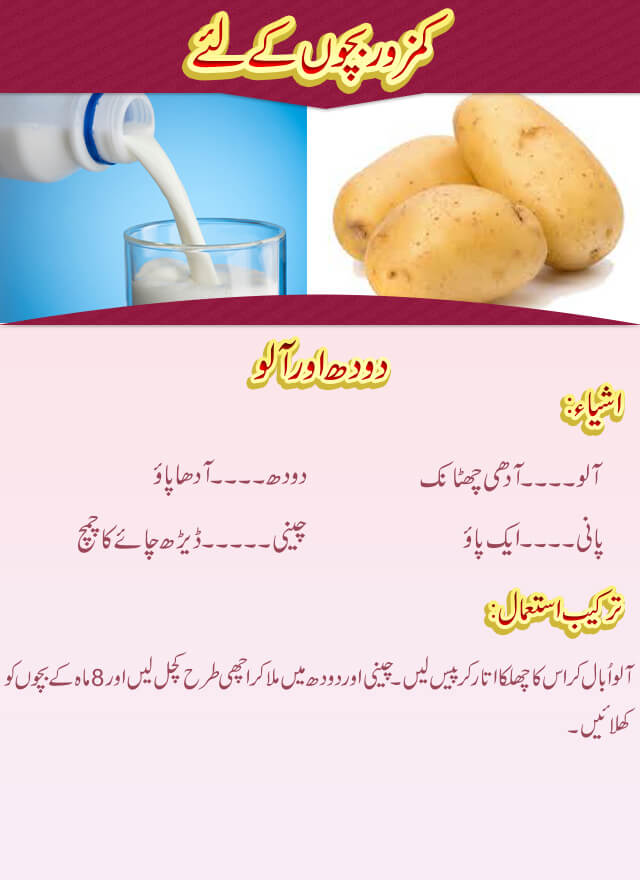 کمزور بچوں کے لئے
دودھ اور آلو
اشیاء:
آلو۔۔۔۔آدھی چھٹانک دودھ۔۔۔۔آدھا پاؤ
پانی۔۔۔۔ایک پاؤ چینی۔۔۔۔۔ڈیڑھ چائے کا چمچ
ترکیب استعمال:
آلو اُبال کر اس کا چھلکا اتار کر پیس لیں۔ چینی اور دودھ میں ملا کر اچھی طرح کچل لیں اور 8 ماہ کے بچوں کو
کھلائیں۔